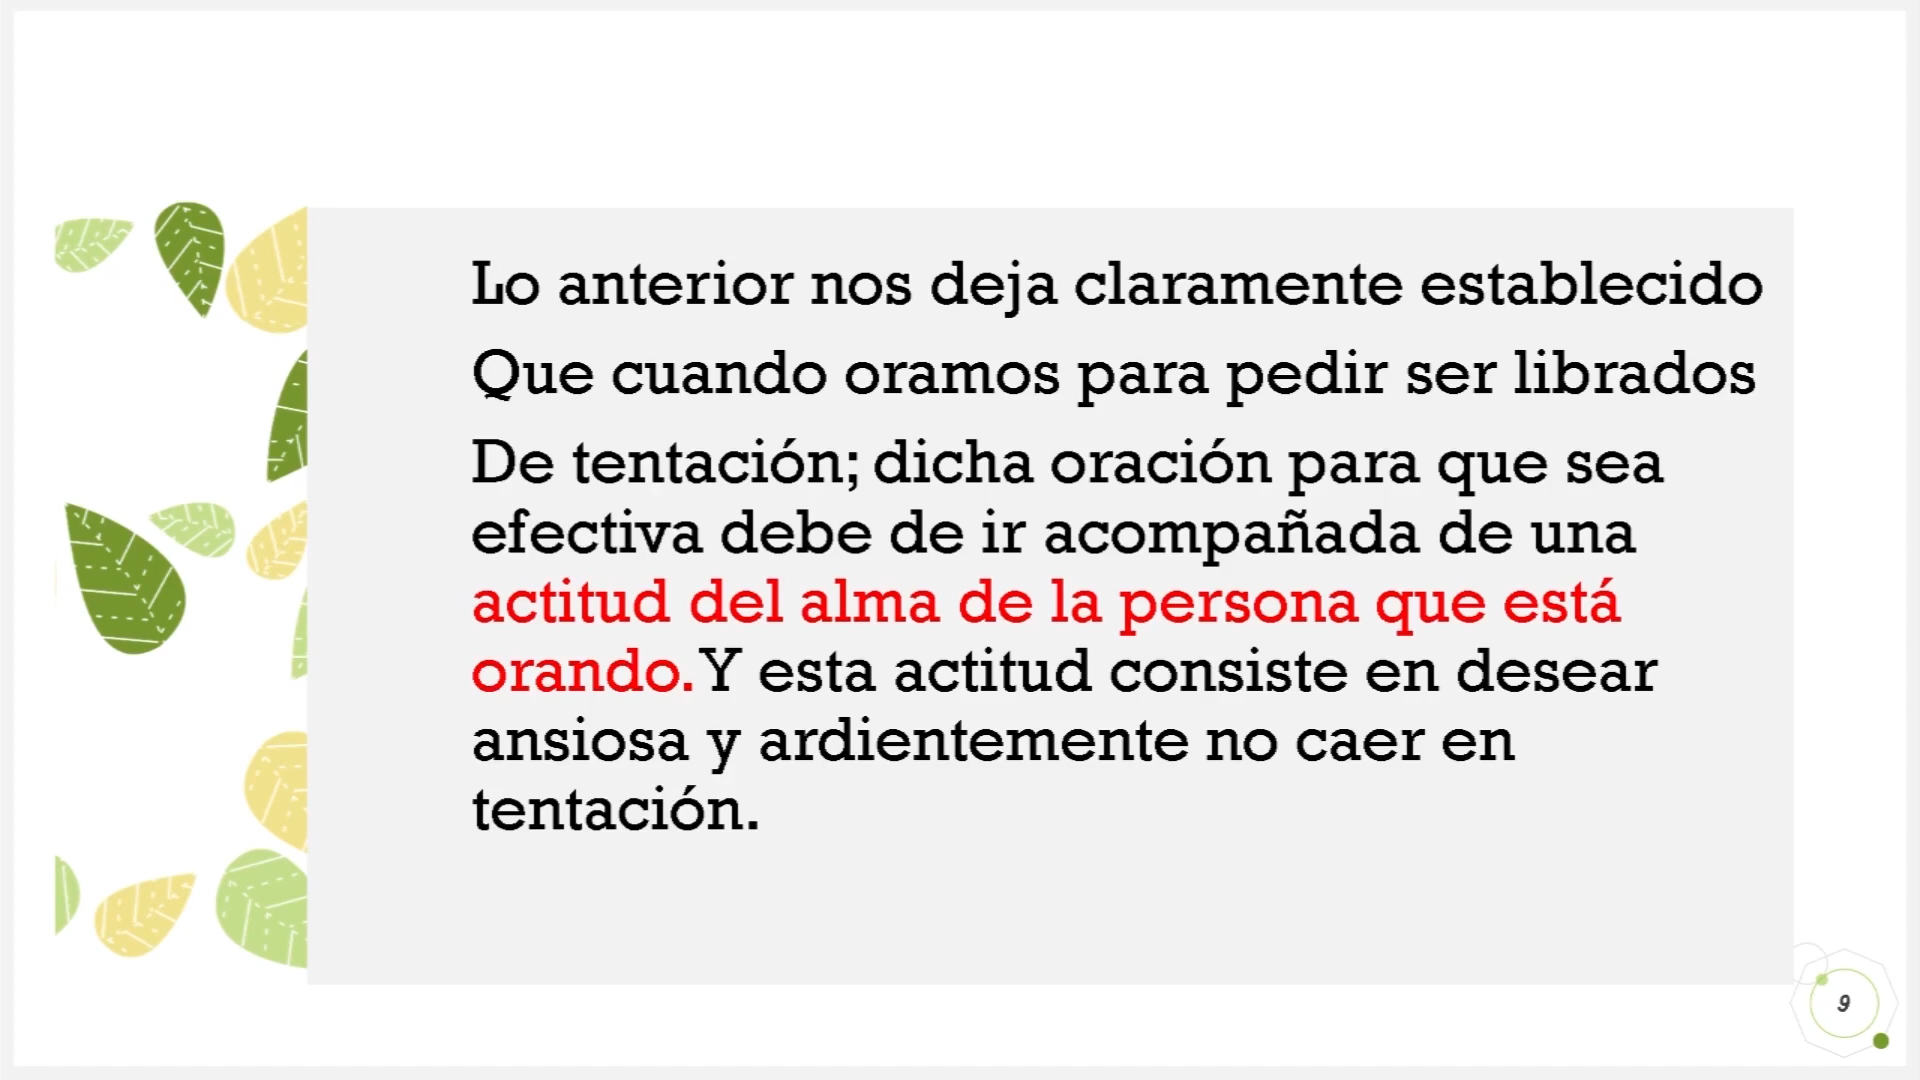 Lo anterior nos deja claramente establecido
Que cuando oramos para pedir ser librados
De tentación; dicha oración para que sea
efectiva debe de ir acompañada de una
actitud del alma de la persona que está
orando. Y esta actitud consiste en desear
ansiosa y ardientemente no caer en
tentación.
9